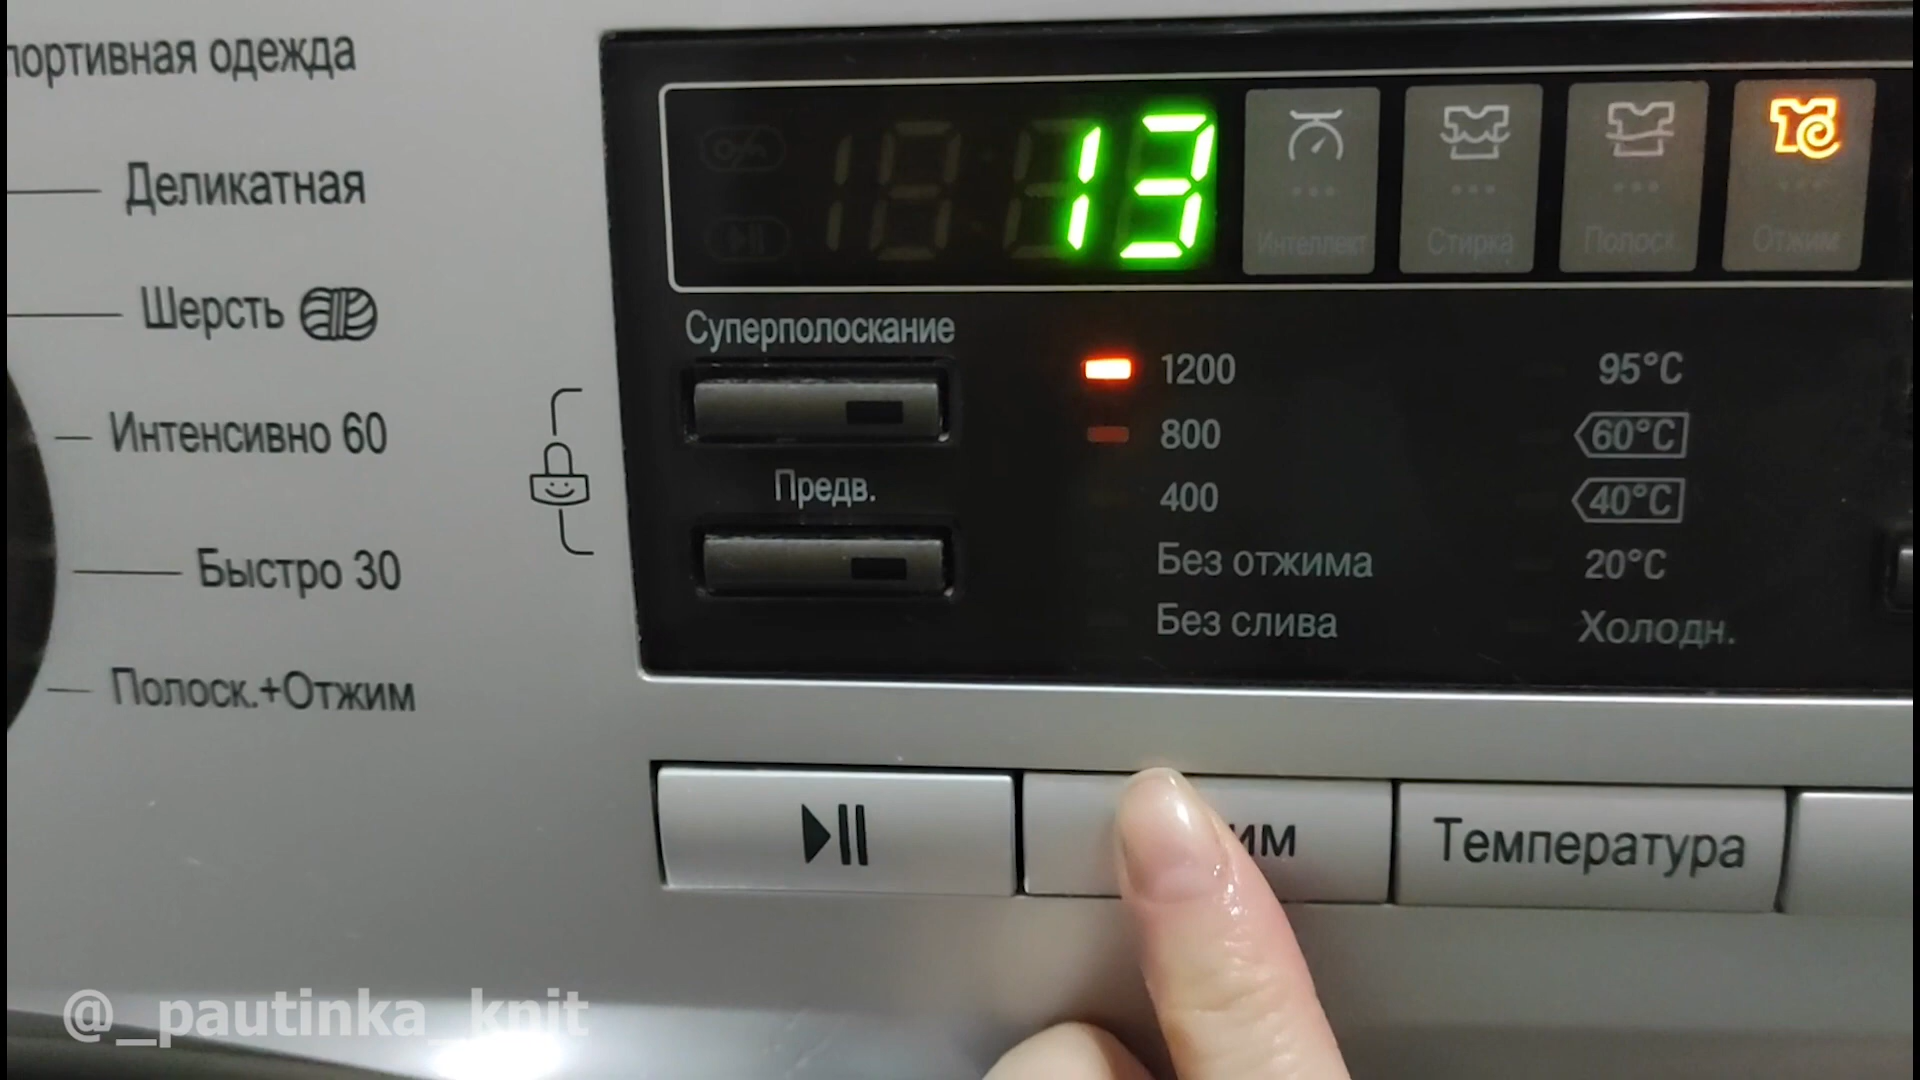 портивная одежда
Деликатная
Шерсть
Интенсивно 60
Быстро 30
Полоск.+Отжим
13
Интеллект
Стирка
Полоск.
Отжим
Суперполоскание
Предв.
1200
800
400
Без отжима
Без слива
95°C
60°C
40°C
20°C
Холодн.
им
Температура
@_pautinka_knit